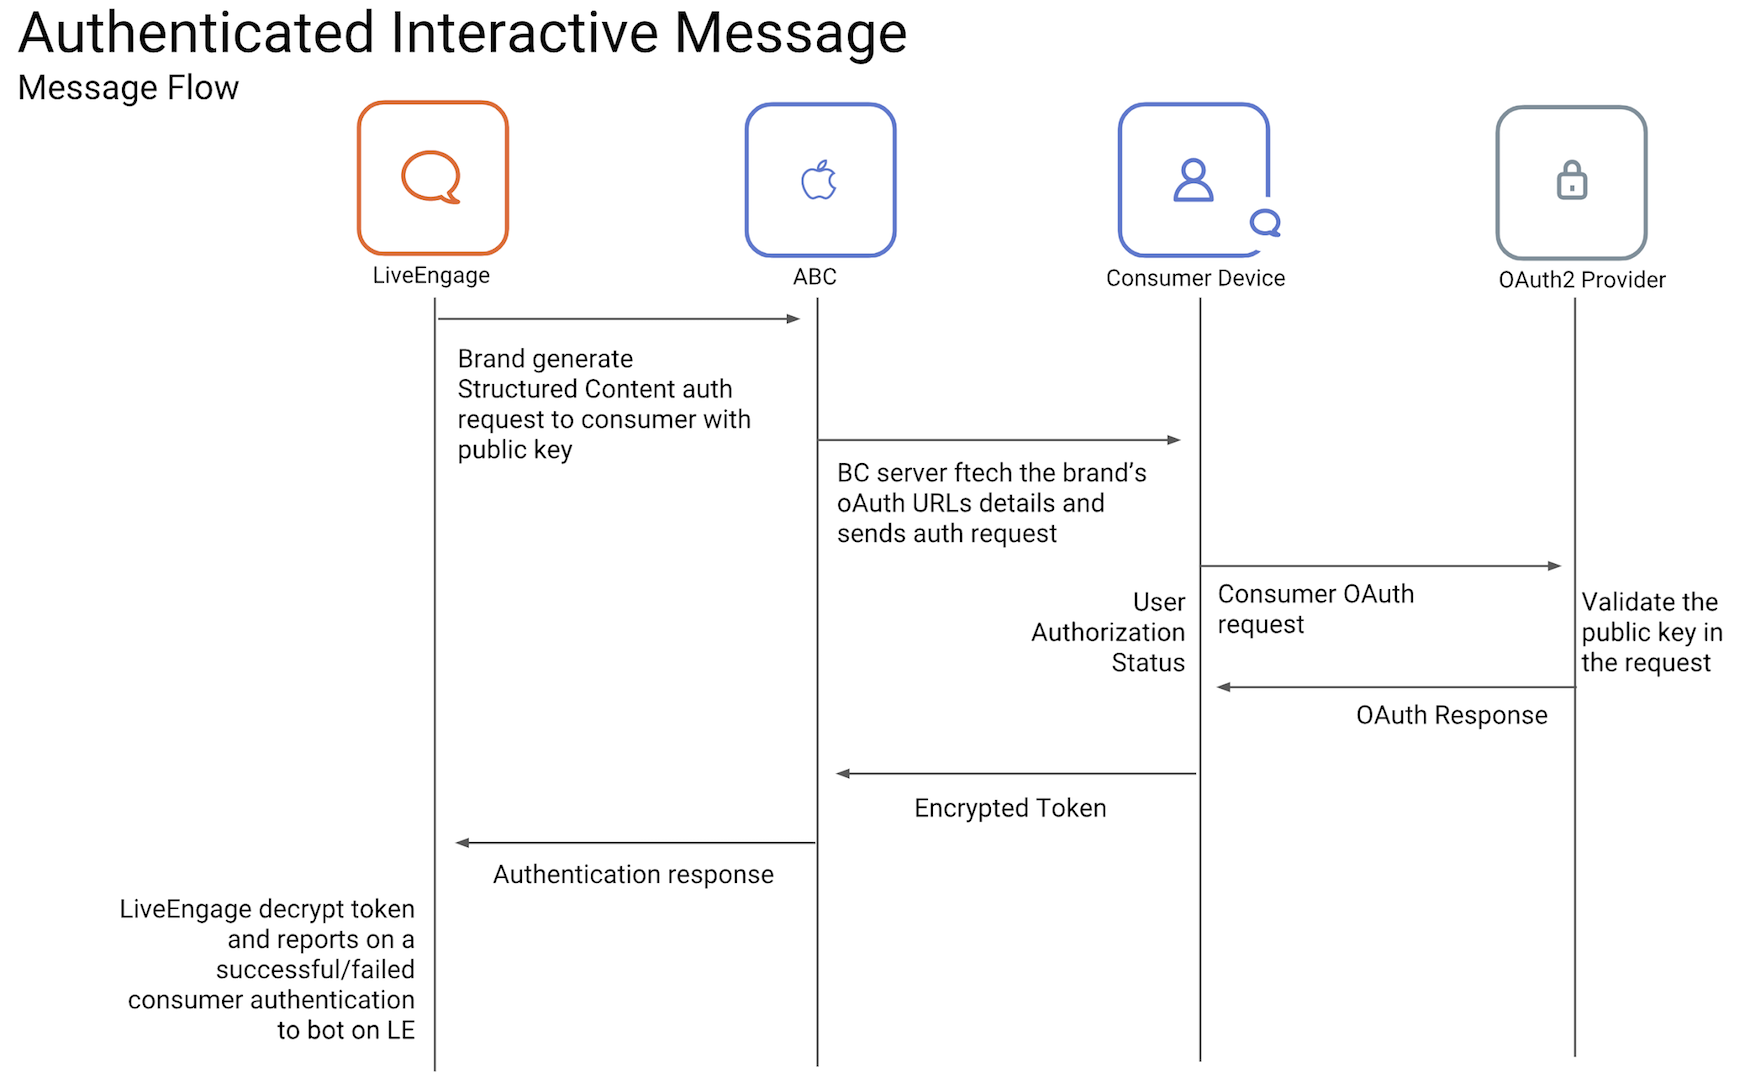 Authenticated Interactive Message
Message Flow
LiveEngage
ABC
Consumer Device
OAuth2 Provider
Brand generate
Structured Content auth
request to consumer with
public key
BC server ftech the brand’s
oAuth URLs details and
sends auth request
Consumer OAuth
request
User
Authorization
Status
Validate the
public key in
the request
OAuth Response
Encrypted Token
Authentication response
LiveEngage decrypt token
and reports on a
successful/failed
consumer authentication
to bot on LE